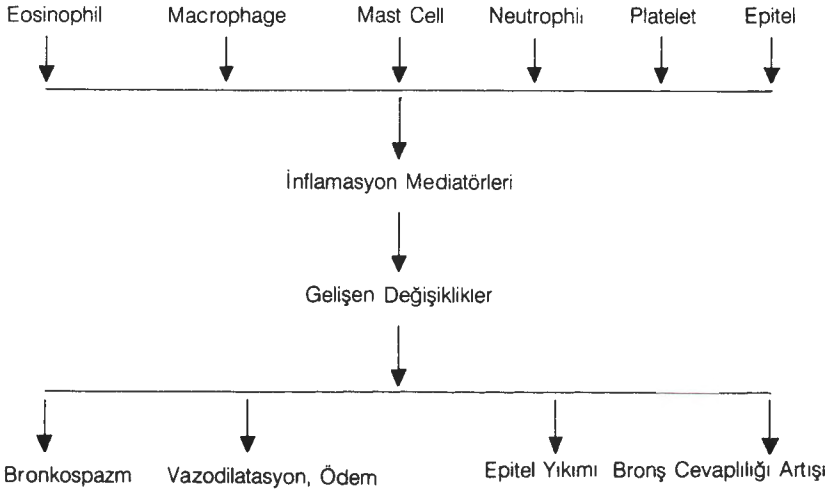 Eosinophil Macrophage Mast Cell Neutrophil Platelet Epitel
İnflamasyon Mediatörleri
Gelişen Değişiklikler
Bronkospazm Vazodilatasyon, Ödem Epitel Yıkımı Bronş Cevaplılığı Artışı